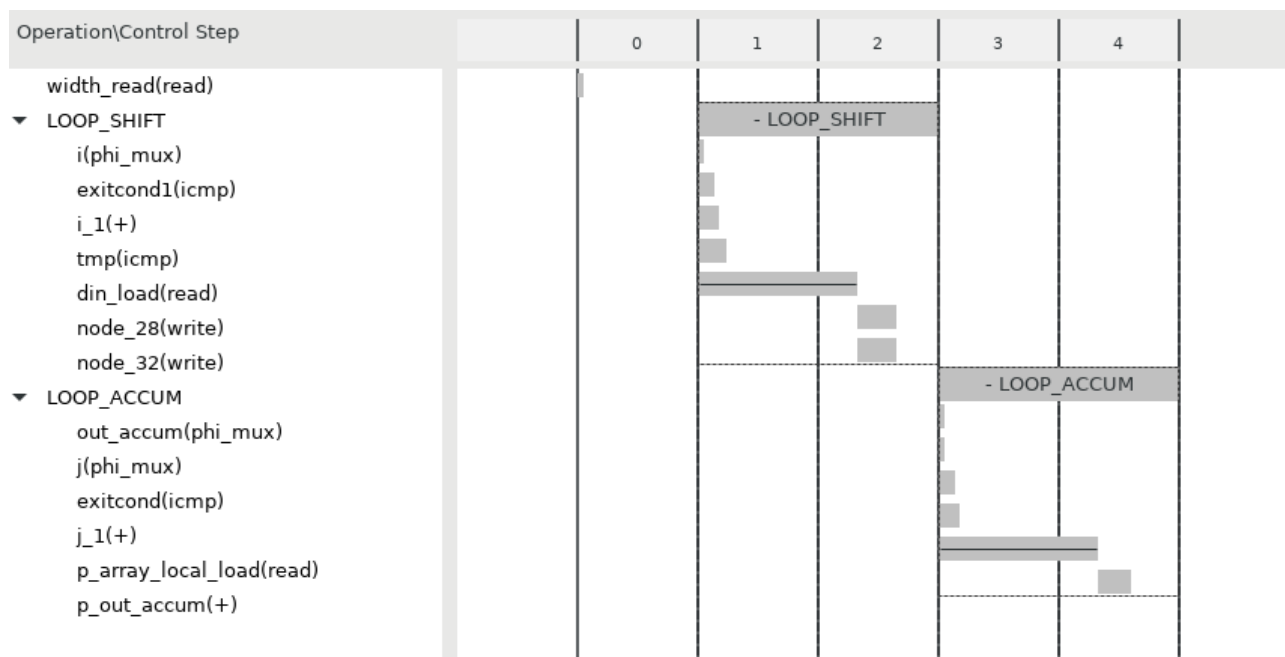 Operation\Control Step
0 1 2 3 4
width_read(read)
LOOP_SHIFT - LOOP_SHIFT
i(phi_mux)
exitcond1(icmp)
i_1(+)
tmp(icmp)
din_load(read)
node_28(write)
node_32(write)
LOOP_ACCUM - LOOP_ACCUM
out_accum(phi_mux)
j(phi_mux)
exitcond(icmp)
j_1(+)
p_array_local_load(read)
p_out_accum(+)